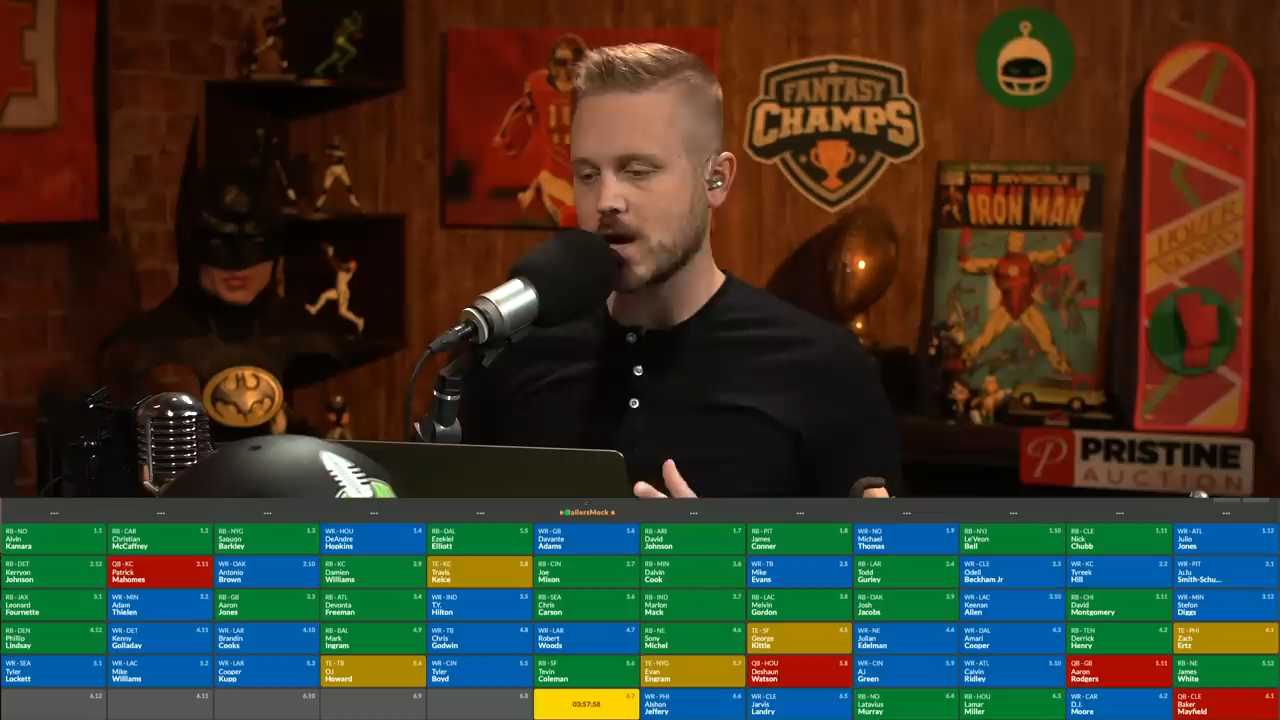 FANTASY
CHAMPS
THE INVINCIBLE
IRON MAN
HOVER
BOARD
P PRISTINE
AUCTION
BallersMock
RB - NO 1.1 RB - CAR 1.2 RB - NYG 1.3 WR - HOU 1.4 RB - DAL 1.5 WR - GB 1.6 RB - ARI 1.7 RB - PIT 1.8 WR - NO 1.9 RB - NYJ 1.10 RB - CLE 1.11 WR - ATL 1.12
Alvin Christian Saquon DeAndre Ezekiel Davante David James Michael Le'Veon Nick Julio
Kamara McCaffrey Barkley Hopkins Elliott Adams Johnson Conner Thomas Bell Chubb Jones
RB - DET 2.12 QB - KC 2.11 WR - OAK 2.10 RB - KC 2.9 TE - KC 2.8 RB - CIN 2.7 RB - MIN 2.6 WR - TB 2.5 RB - LAR 2.4 WR - CLE 2.3 WR - KC 2.2 WR - PIT 2.1
Kerryon Patrick Antonio Damien Travis Joe Dalvin Mike Todd Odell Tyreek JuJu
Johnson Mahomes Brown Williams Kelce Mixon Cook Evans Gurley Beckham Jr Hill Smith-Schu...
RB - JAX 3.1 WR - MIN 3.2 RB - GB 3.3 RB - ATL 3.4 WR - IND 3.5 RB - SEA 3.6 RB - IND 3.7 RB - LAC 3.8 RB - OAK 3.9 WR - LAC 3.10 RB - CHI 3.11 WR - MIN 3.12
Leonard Adam Aaron Devonta T.Y. Chris Marlon Melvin Josh Keenan David Stefon
Fournette Thielen Jones Freeman Hilton Carson Mack Gordon Jacobs Allen Montgomery Diggs
RB - DEN 4.12 WR - DET 4.11 WR - LAR 4.10 RB - BAL 4.9 WR - TB 4.8 WR - LAR 4.7 RB - NE 4.6 TE - SF 4.5 WR - NE 4.4 WR - DAL 4.3 RB - TEN 4.2 TE - PHI 4.1
Phillip Kenny Brandin Mark Chris Robert Sony George Julian Amari Derrick Zach
Lindsay Golladay Cooks Ingram Godwin Woods Michel Kittle Edelman Cooper Henry Ertz
WR - SEA 5.1 WR - LAC 5.2 WR - LAR 5.3 TE - TB 5.4 WR - CIN 5.5 RB - SF 5.6 TE - NYG 5.7 QB - HOU 5.8 WR - CIN 5.9 WR - ATL 5.10 QB - GB 5.11 RB - NE 5.12
Tyler Mike Cooper OJ Tyler Tevin Evan Deshaun AJ Calvin Aaron James
Lockett Williams Kupp Howard Boyd Coleman Engram Watson Green Ridley Rodgers White
6.12 6.11 6.10 6.9 6.8 6.7 WR - PHI 6.6 WR - CLE 6.5 RB - NO 6.4 RB - HOU 6.3 WR - CAR 6.2 QB - CLE 6.1
03:57:58 Alshon Jarvis Latavius Lamar D.J. Baker
Jeffery Landry Murray Miller Moore Mayfield